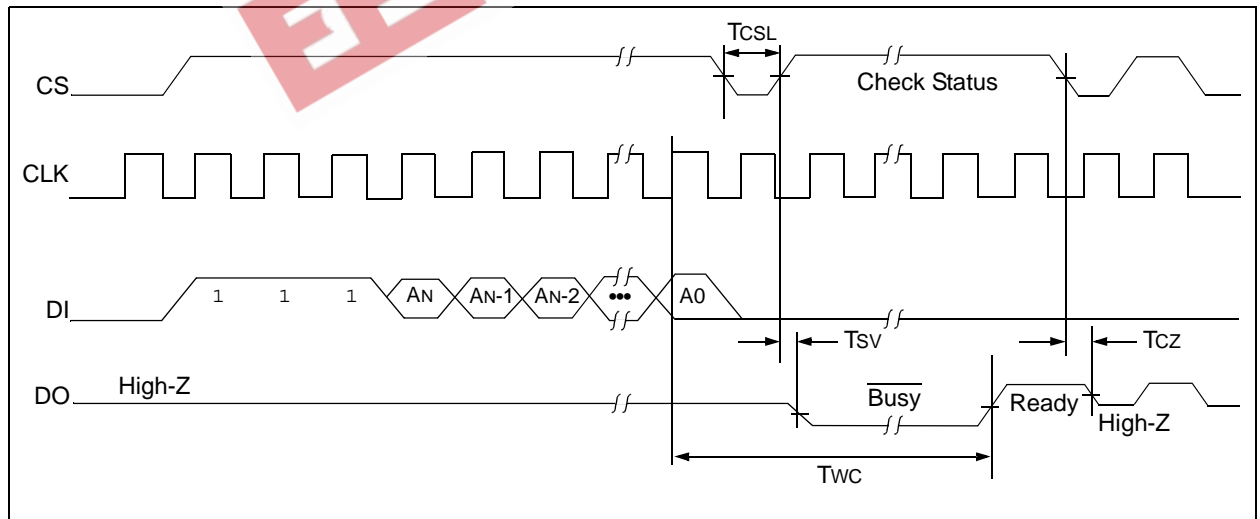 TCSL
CS
Check Status
CLK
DI
1 1 1 AN AN-1 AN-2 ••• A0
TSV
TCZ
DO
High-Z
Busy
Ready
High-Z
TWC